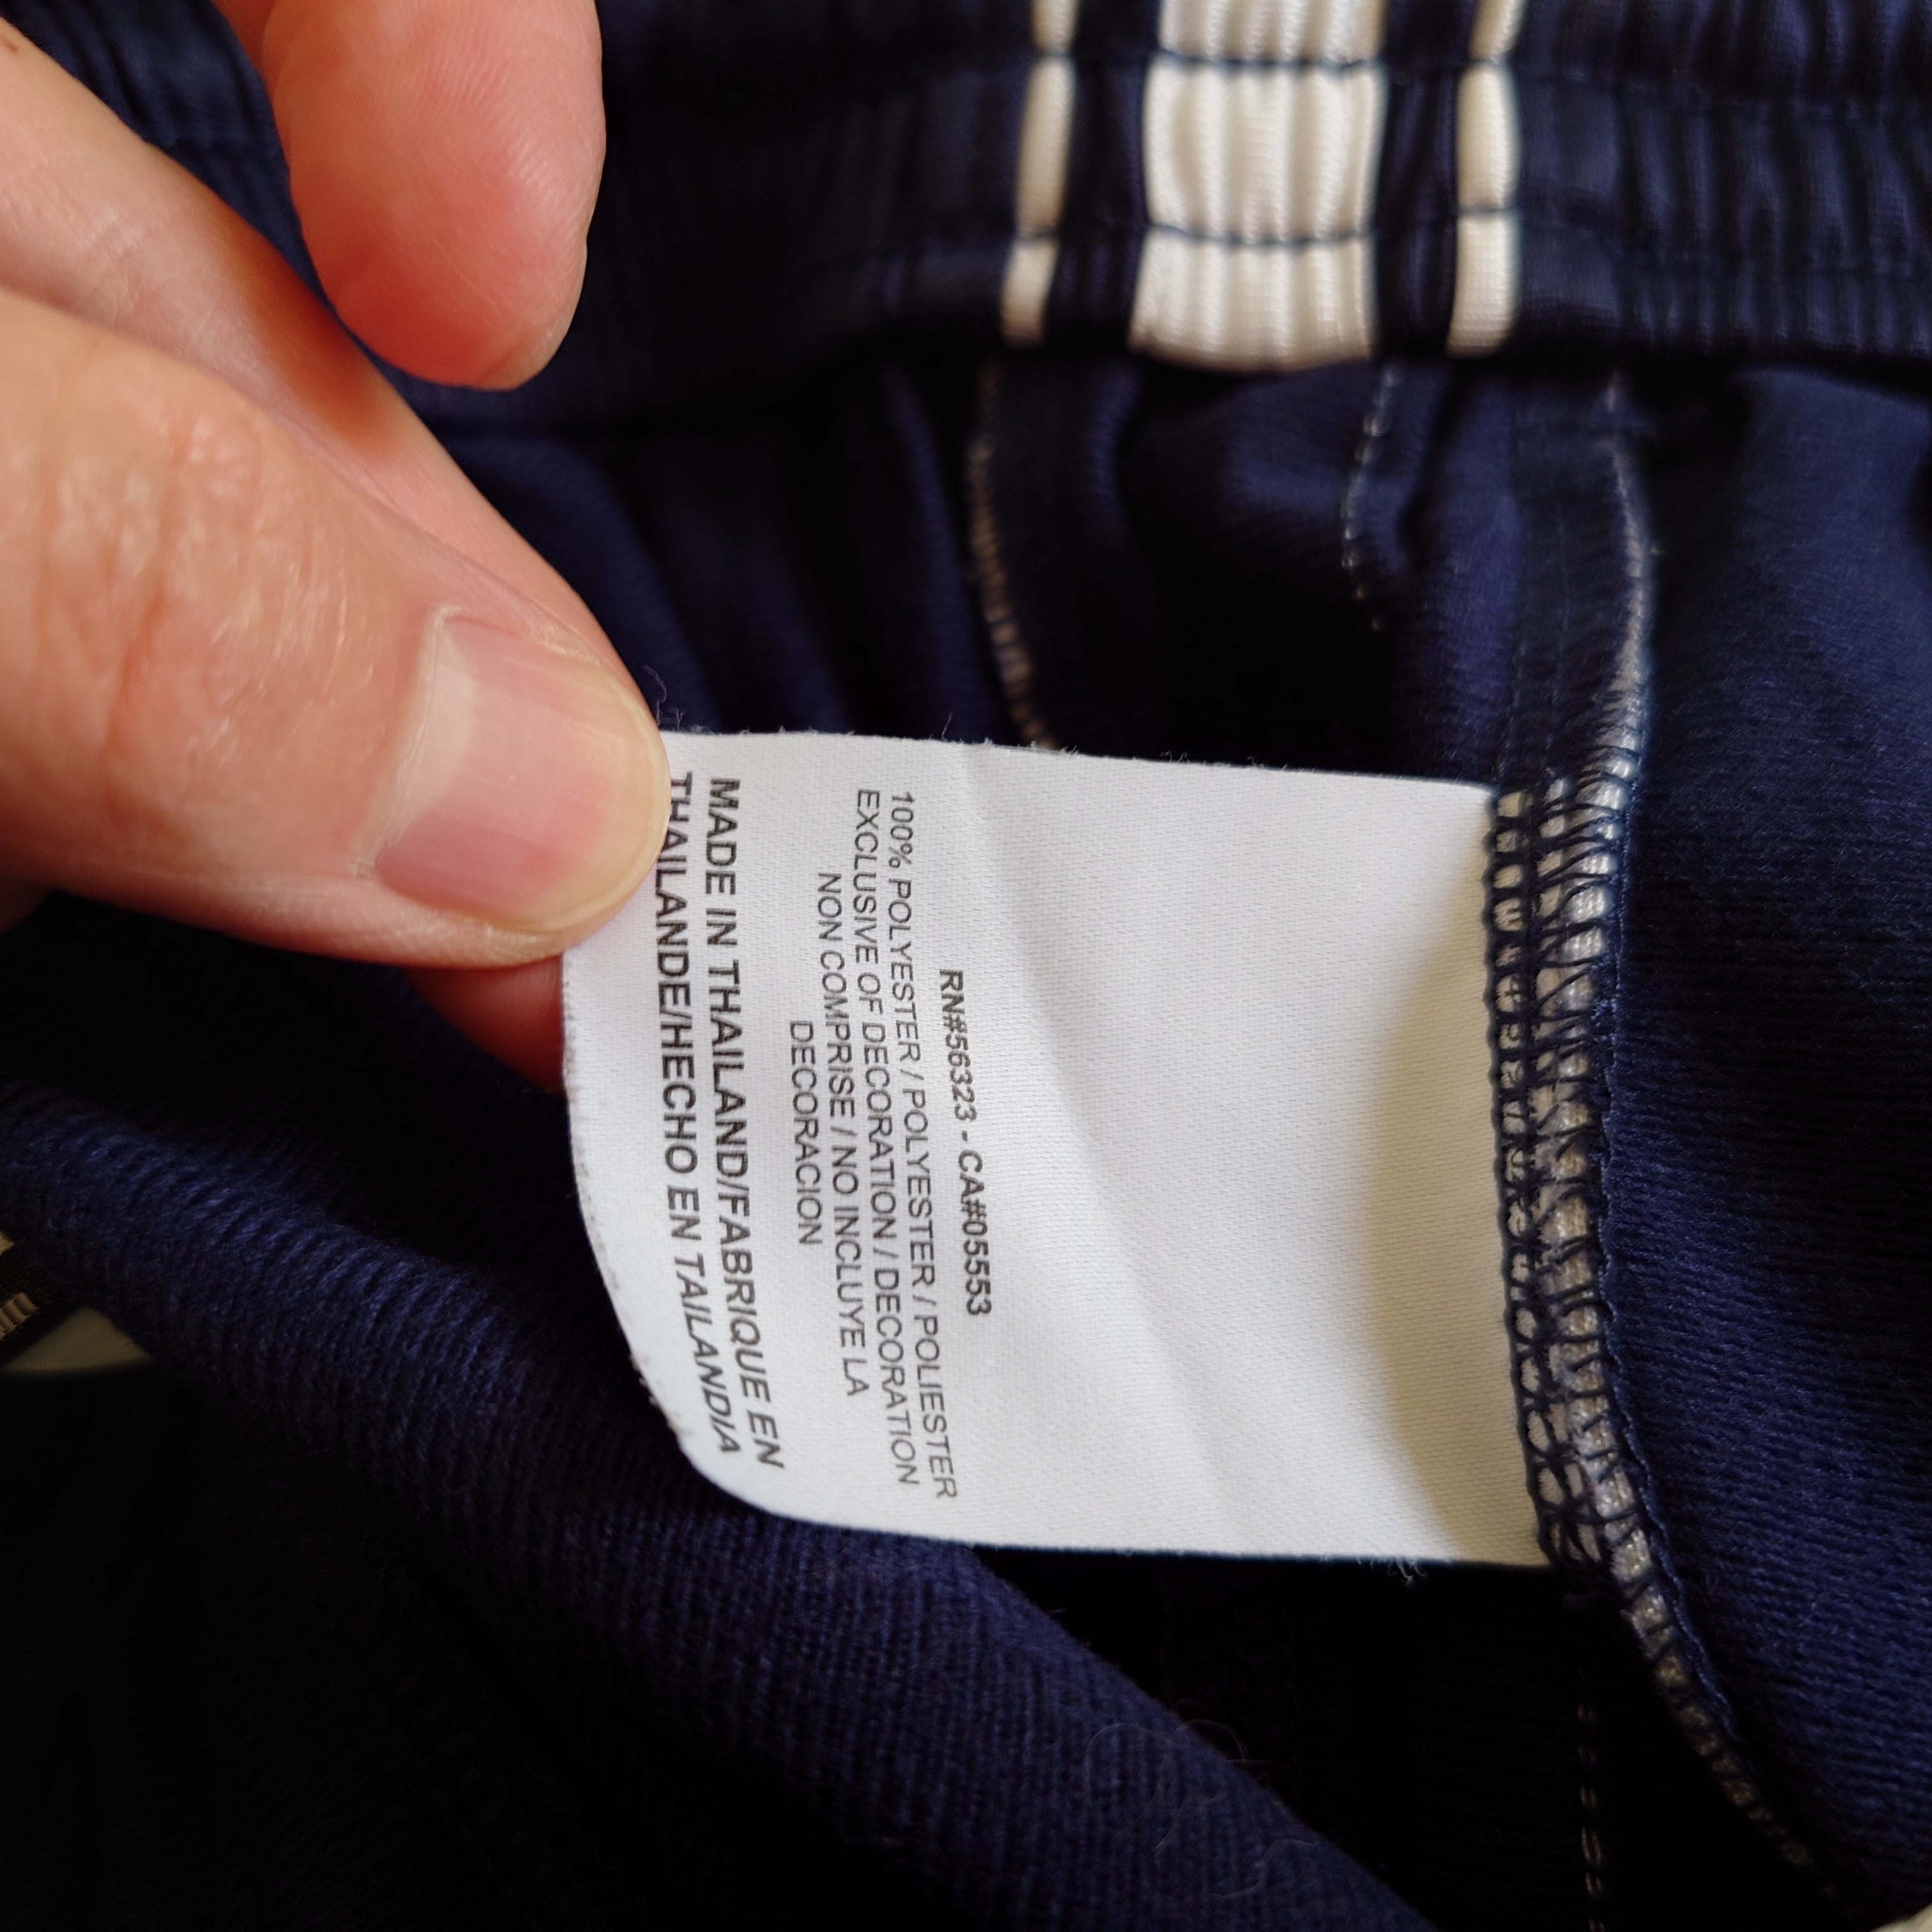 RN#56323 - CA#05553
100% POLYESTER / POLYESTER / POLIESTER
EXCLUSIVE OF DECORATION / DECORATION
NON COMPRISE / NO INCLUYE LA
DECORACION
MADE IN THAILAND/FABRIQUE EN
THAILANDE/HECHO EN TAILANDIA